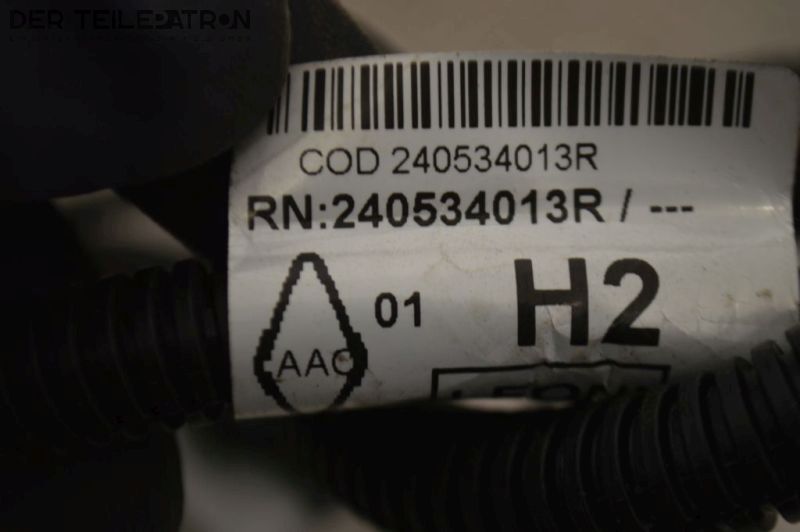 DER TEILEPATRON
COD 240534013R
RN:240534013R / ---
01
H2
AAC